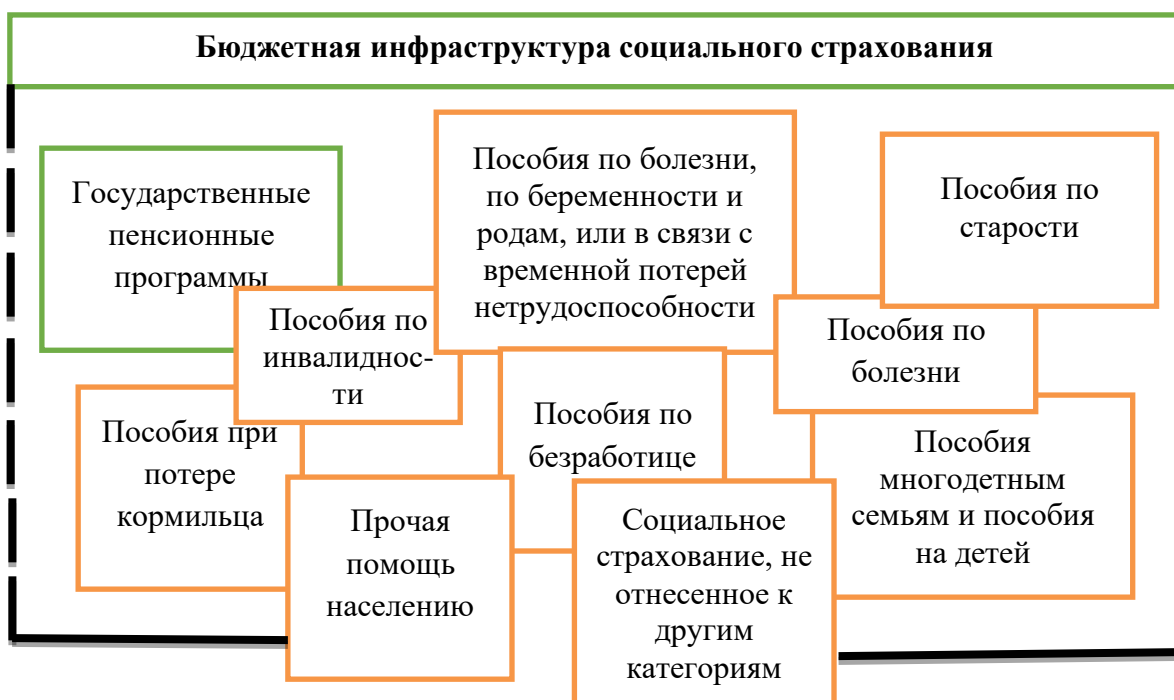 Бюджетная инфраструктура социального страхования
Государственные
пенсионные
программы
Пособия по болезни,
по беременности и
родам, или в связи с
временной потерей
нетрудоспособности
Пособия по
старости
Пособия по
инвалиднос-
ти
Пособия по
болезни
Пособия при
потере
кормильца
Пособия по
безработице
Пособия
многодетным
семьям и пособия
на детей
Прочая
помощь
населению
Социальное
страхование, не
отнесенное к
другим
категориям